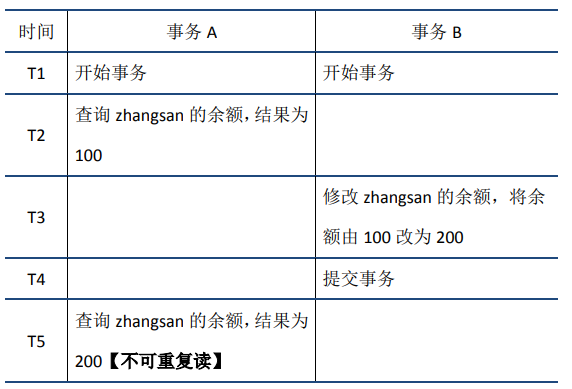 时间 事务 A 事务 B
T1 开始事务 开始事务
T2 查询 zhangsan 的余额，结果为
100
T3 修改 zhangsan 的余额，将余
额由 100 改为 200
T4 提交事务
T5 查询 zhangsan 的余额，结果为
200【不可重复读】